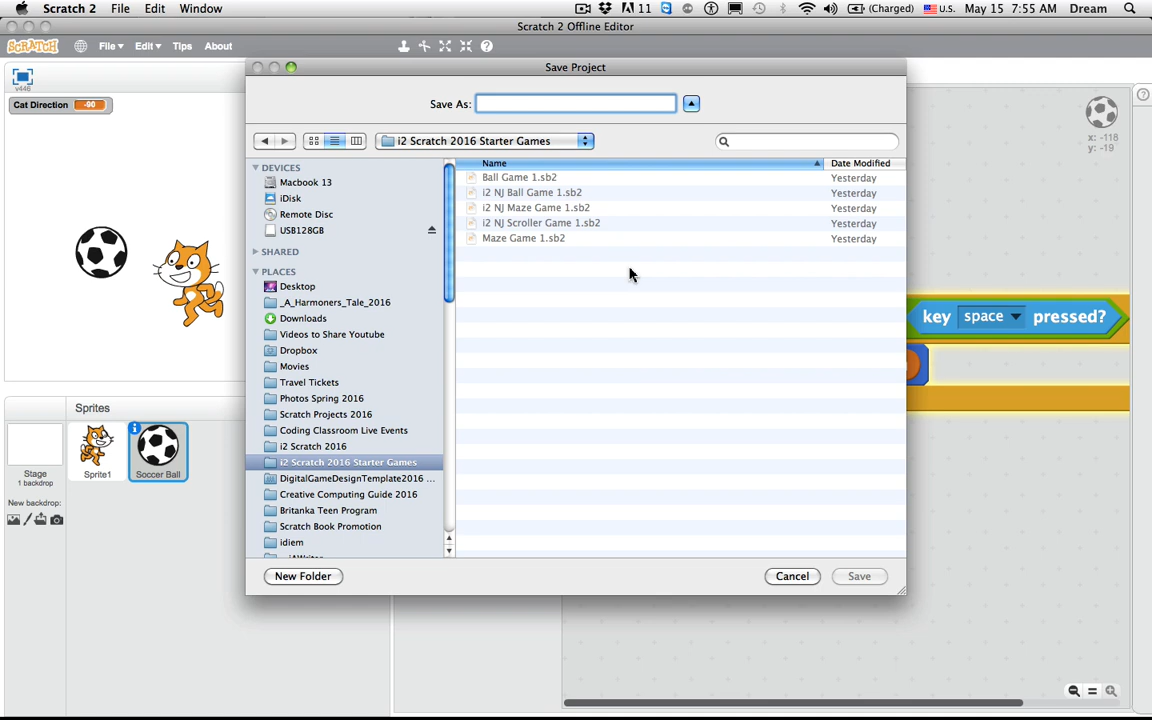 Scratch 2 File Edit Window 11 (Charged) U.S. May 15 7:55 AM Dream
Scratch 2 Offline Editor
SCRATCH File▾ Edit▾ Tips About
Save Project
v446
Cat Direction -90
Save As:
i2 Scratch 2016 Starter Games
x: -118
y: -19
DEVICES
Macbook 13
iDisk
Remote Disc
USB128GB
SHARED
PLACES
Desktop
_A_Harmoners_Tale_2016
Downloads
Videos to Share Youtube
Dropbox
Movies
Travel Tickets
Photos Spring 2016
Scratch Projects 2016
Coding Classroom Live Events
i2 Scratch 2016
i2 Scratch 2016 Starter Games
DigitalGameDesignTemplate2016 ...
Creative Computing Guide 2016
Britanka Teen Program
Scratch Book Promotion
idiem
Name Date Modified
Ball Game 1.sb2 Yesterday
i2 NJ Ball Game 1.sb2 Yesterday
i2 NJ Maze Game 1.sb2 Yesterday
i2 NJ Scroller Game 1.sb2 Yesterday
Maze Game 1.sb2 Yesterday
key space pressed?
Sprites
Stage
1 backdrop
New backdrop:
Sprite1
Soccer Ball
New Folder Cancel Save